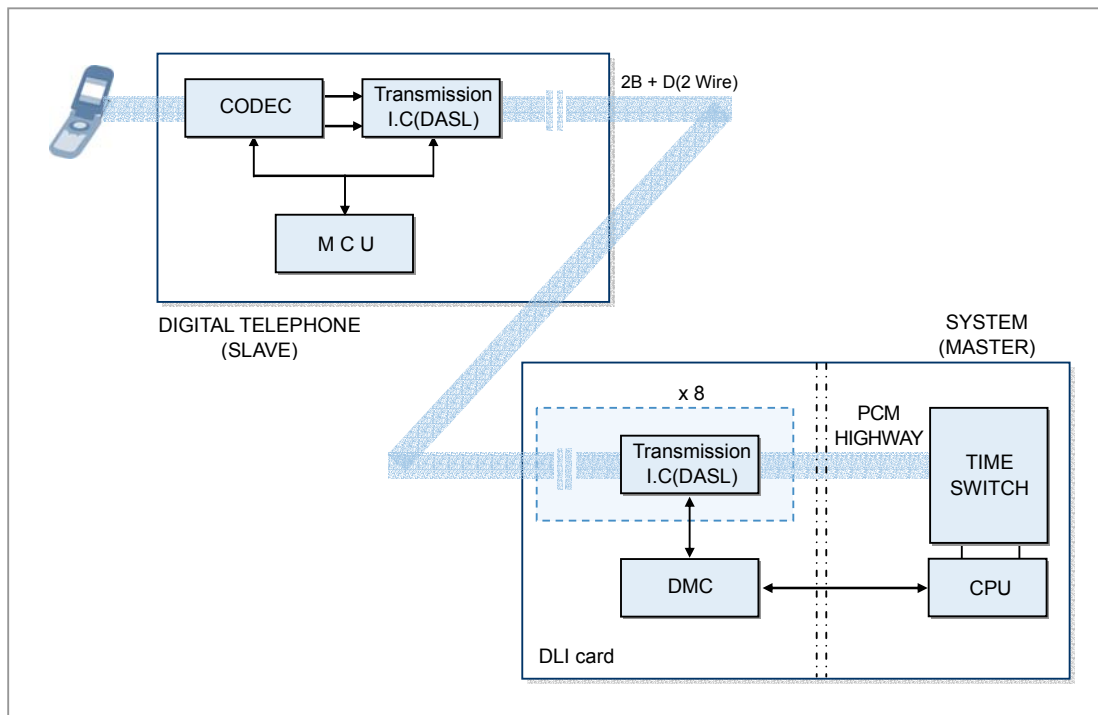 2B + D(2 Wire)
CODEC
Transmission
I.C(DASL)
M C U
DIGITAL TELEPHONE
(SLAVE)
SYSTEM
(MASTER)
x 8
PCM
HIGHWAY
Transmission
I.C(DASL)
TIME
SWITCH
DMC
CPU
DLI card